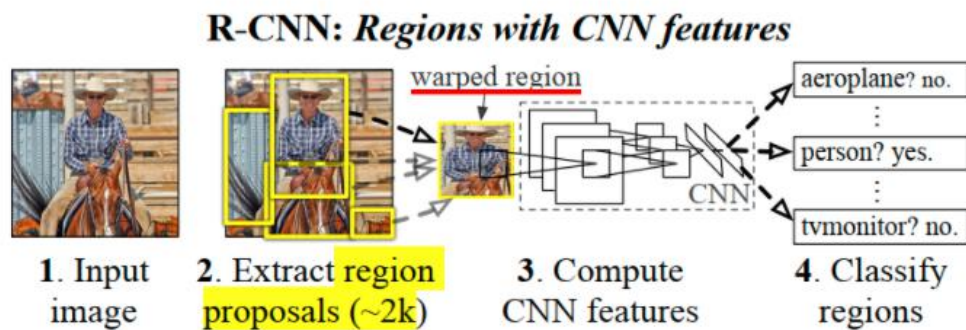 R-CNN: Regions with CNN features
warped region
aeroplane? no.
⋮
person? yes.
⋮
tvmonitor? no.
CNN
1. Input
image
2. Extract region
proposals (~2k)
3. Compute
CNN features
4. Classify
regions